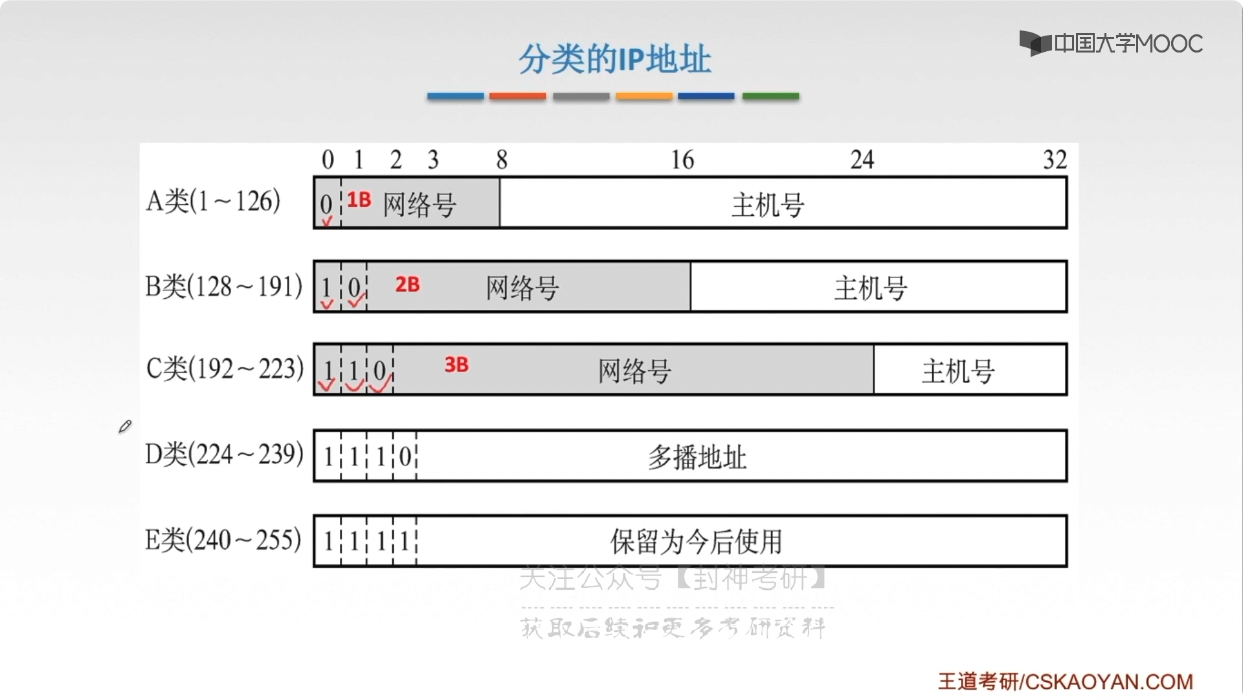 中国大学MOOC
分类的IP地址
0 1 2 3 8 16 24 32
A类(1～126) 0 1B 网络号 主机号
B类(128～191) 1 0 2B 网络号 主机号
C类(192～223) 1 1 0 3B 网络号 主机号
D类(224～239) 1 1 1 0 多播地址
E类(240～255) 1 1 1 1 保留为今后使用
关注公众号【封神考研】
获取后续和更多考研资料
王道考研/CSKAOYAN.COM